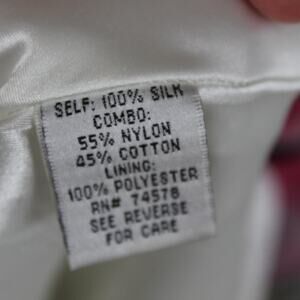 SELF: 100% SILK
COMBO:
55% NYLON
45% COTTON
LINING:
100% POLYESTER
RN# 74578
SEE REVERSE
FOR CARE